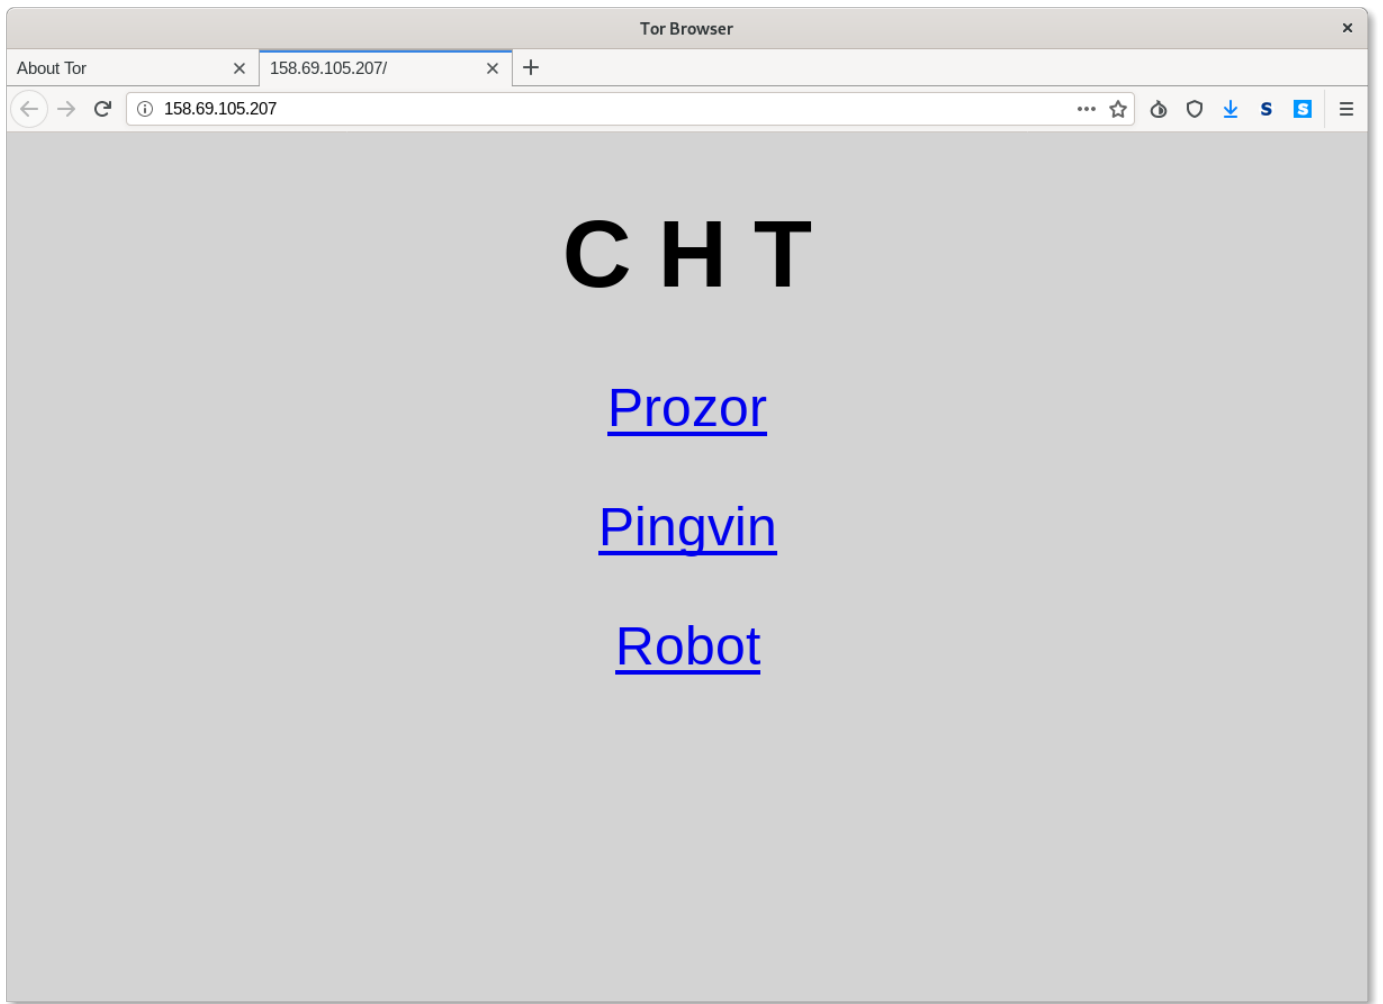 Tor Browser
About Tor
158.69.105.207/
158.69.105.207
S
S
C H T
Prozor
Pingvin
Robot